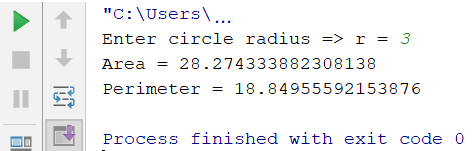 "C:\Users\...
Enter circle radius => r = 3
Area = 28.274333882308138
Perimeter = 18.84955592153876
Process finished with exit code 0